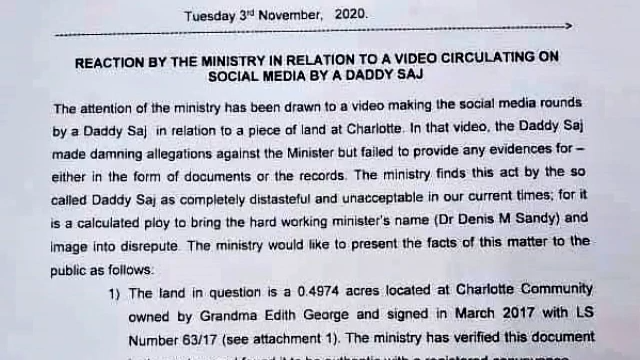 Tuesday 3rd November, 2020.
REACTION BY THE MINISTRY IN RELATION TO A VIDEO CIRCULATING ON
SOCIAL MEDIA BY A DADDY SAJ
The attention of the ministry has been drawn to a video making the social media rounds
by a Daddy Saj in relation to a piece of land at Charlotte. In that video, the Daddy Saj
made damning allegations against the Minister but failed to provide any evidences for –
either in the form of documents or the records. The ministry finds this act by the so
called Daddy Saj as completely distasteful and unacceptable in our current times; for it
is a calculated ploy to bring the hard working minister's name (Dr Denis M Sandy) and
image into disrepute. The ministry would like to present the facts of this matter to the
public as follows:
1) The land in question is a 0.4974 acres located at Charlotte Community
owned by Grandma Edith George and signed in March 2017 with LS
Number 63/17 (see attachment 1). The ministry has verified this document